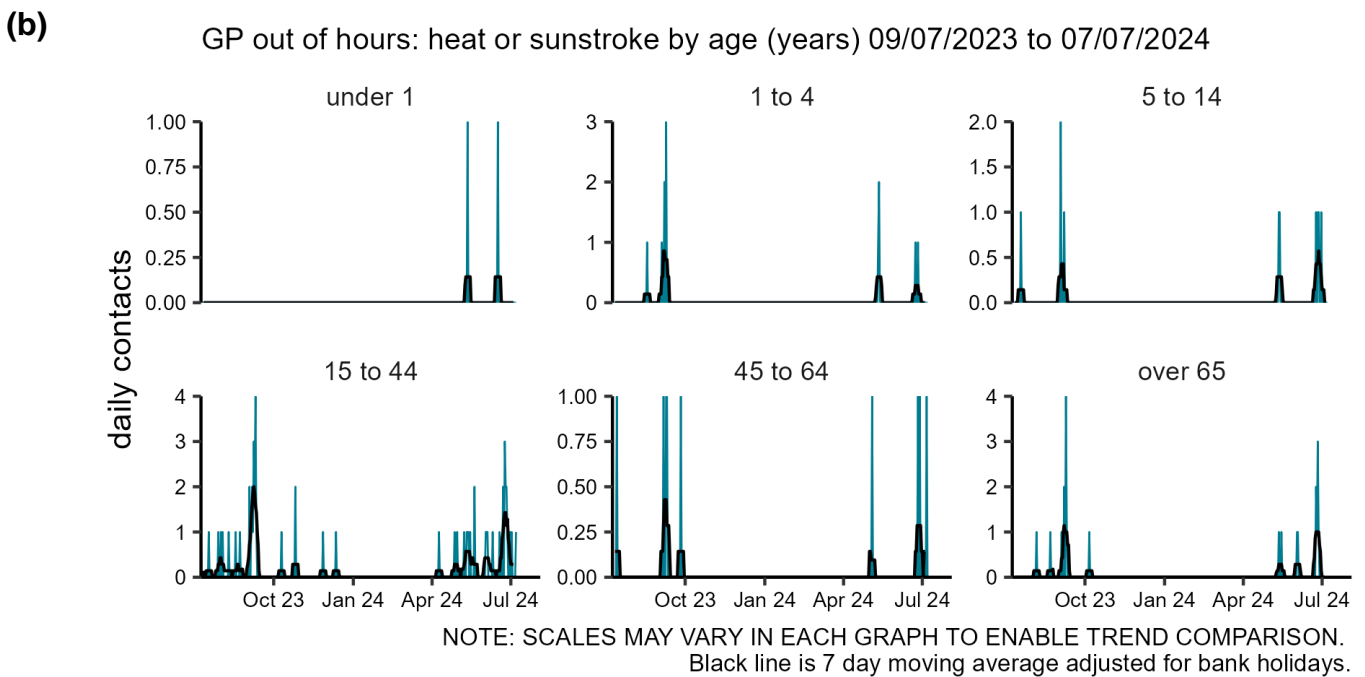 (b)
GP out of hours: heat or sunstroke by age (years) 09/07/2023 to 07/07/2024
daily contacts
under 1
1.00
0.75
0.50
0.25
0.00
1 to 4
3
2
1
0
5 to 14
2.0
1.5
1.0
0.5
0.0
15 to 44
4
3
2
1
0
Oct 23 Jan 24 Apr 24 Jul 24
45 to 64
1.00
0.75
0.50
0.25
0.00
Oct 23 Jan 24 Apr 24 Jul 24
over 65
4
3
2
1
0
Oct 23 Jan 24 Apr 24 Jul 24
NOTE: SCALES MAY VARY IN EACH GRAPH TO ENABLE TREND COMPARISON.
Black line is 7 day moving average adjusted for bank holidays.